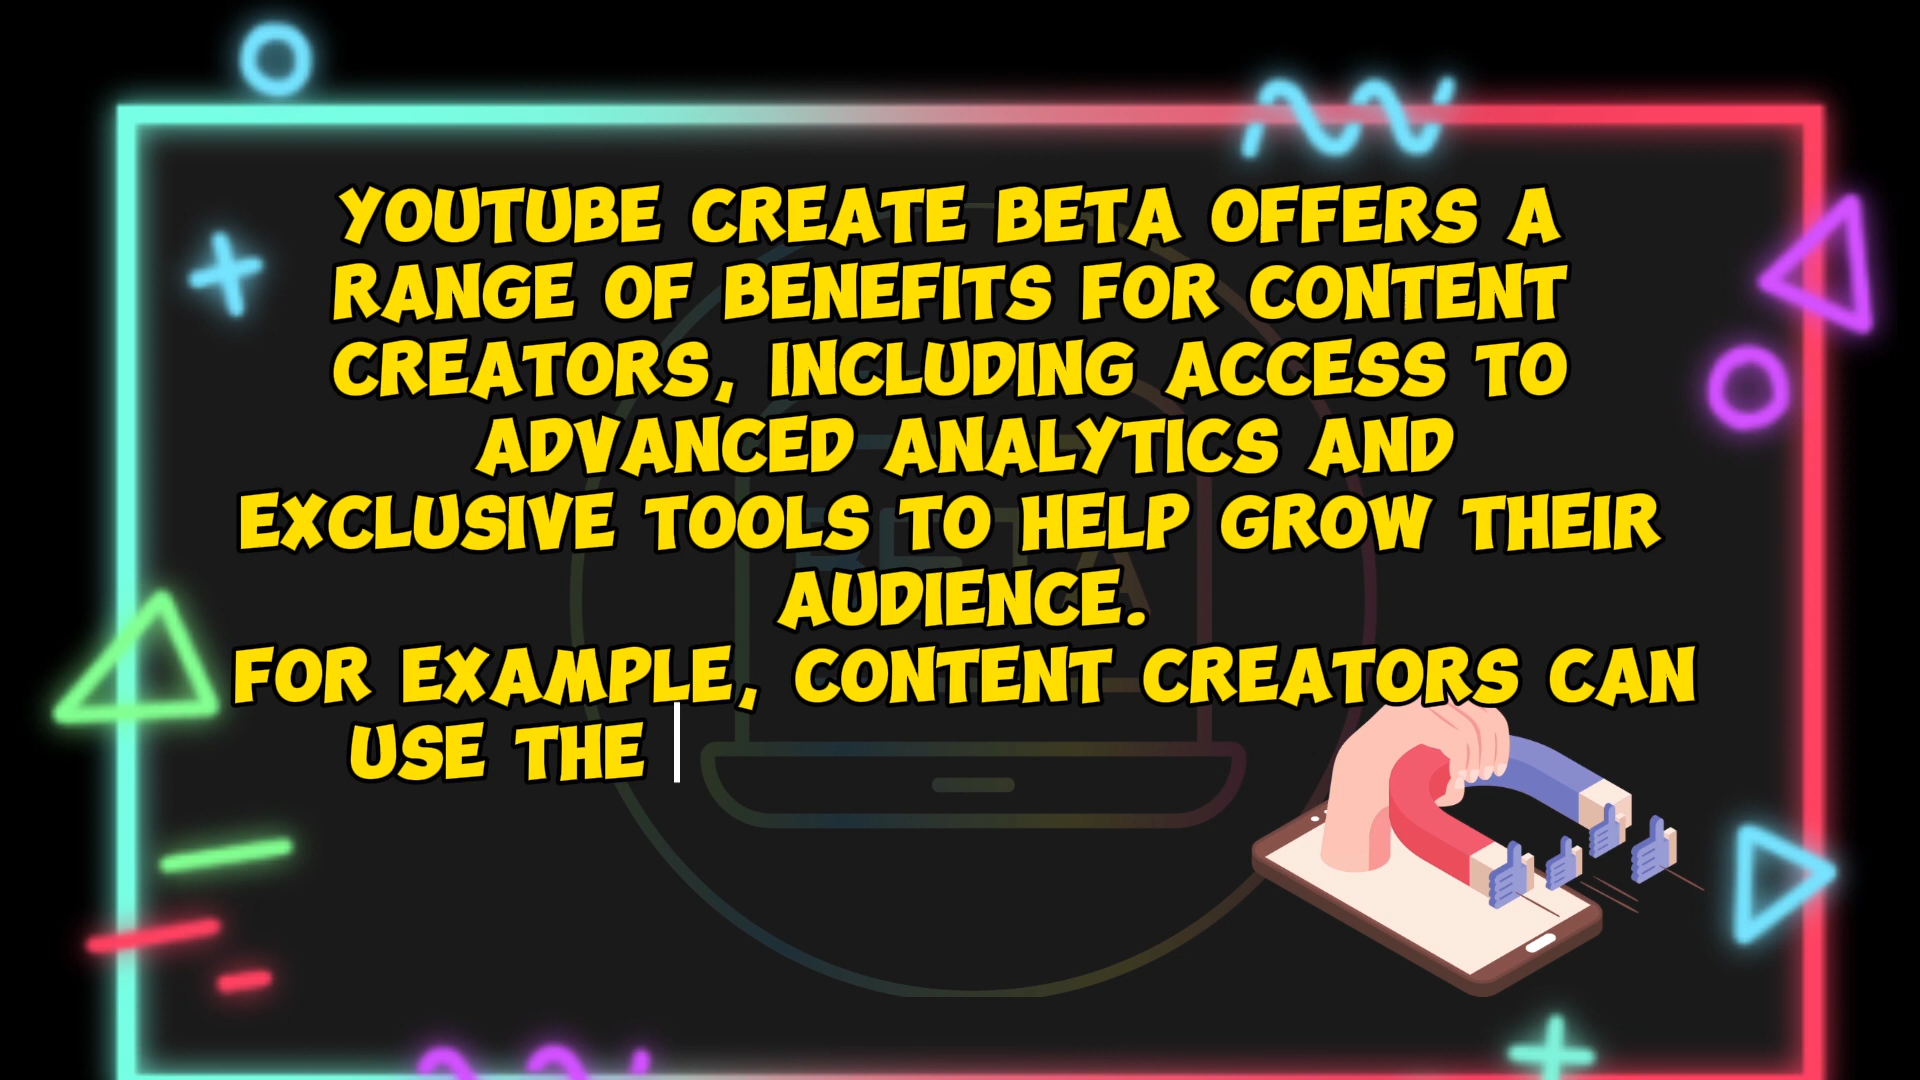 YOUTUBE CREATE BETA OFFERS A
RANGE OF BENEFITS FOR CONTENT
CREATORS, INCLUDING ACCESS TO
ADVANCED ANALYTICS AND
EXCLUSIVE TOOLS TO HELP GROW THEIR
AUDIENCE.
FOR EXAMPLE, CONTENT CREATORS CAN
USE THE
BETA